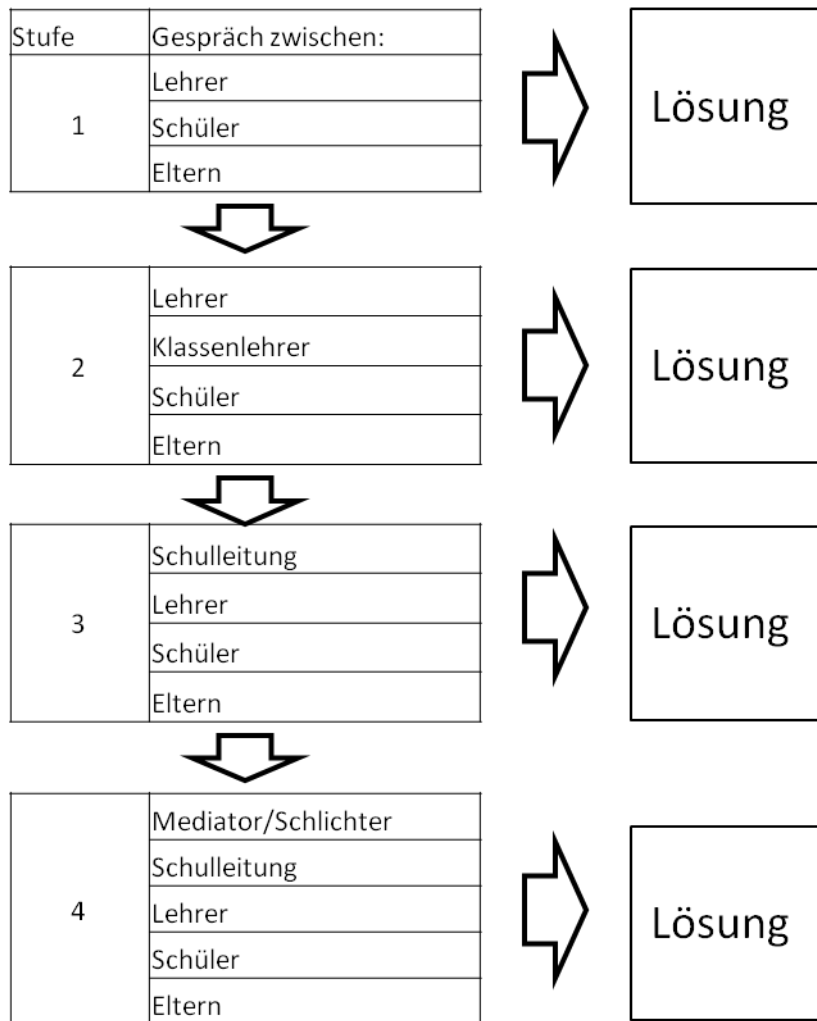 Stufe Gespräch zwischen:
1
Lehrer
Schüler
Eltern
Lösung
2
Lehrer
Klassenlehrer
Schüler
Eltern
Lösung
3
Schulleitung
Lehrer
Schüler
Eltern
Lösung
4
Mediator/Schlichter
Schulleitung
Lehrer
Schüler
Eltern
Lösung